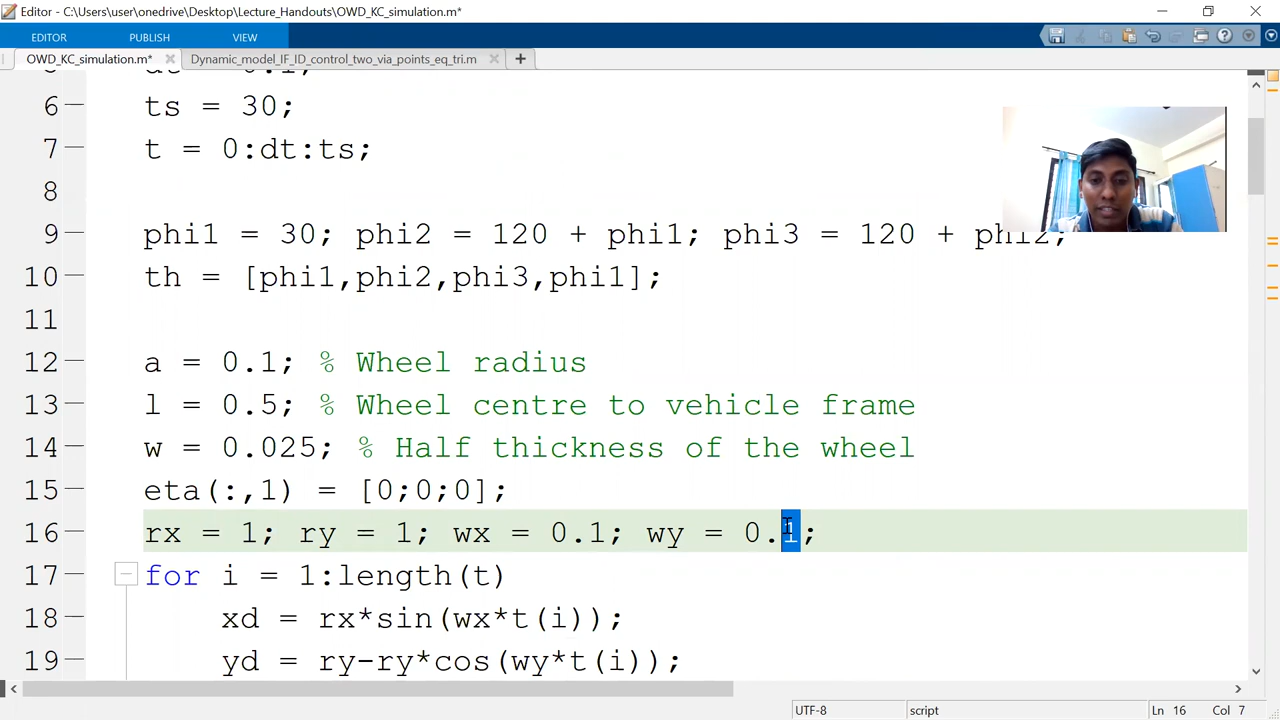 Editor - C:\Users\user\onedrive\Desktop\Lecture_Handouts\OWD_KC_simulation.m*
EDITOR PUBLISH VIEW
OWD_KC_simulation.m* Dynamic_model_IF_ID_control_two_via_points_eq_tri.m
6 ts = 30;
7 t = 0:dt:ts;
8
9 phi1 = 30; phi2 = 120 + phi1; phi3 = 120 + phi2;
10 th = [phi1,phi2,phi3,phi1];
11
12 a = 0.1; % Wheel radius
13 l = 0.5; % Wheel centre to vehicle frame
14 w = 0.025; % Half thickness of the wheel
15 eta(:,1) = [0;0;0];
16 rx = 1; ry = 1; wx = 0.1; wy = 0.1;
17 for i = 1:length(t)
18 xd = rx*sin(wx*t(i));
19 yd = ry-ry*cos(wy*t(i));
UTF-8 script Ln 16 Col 7